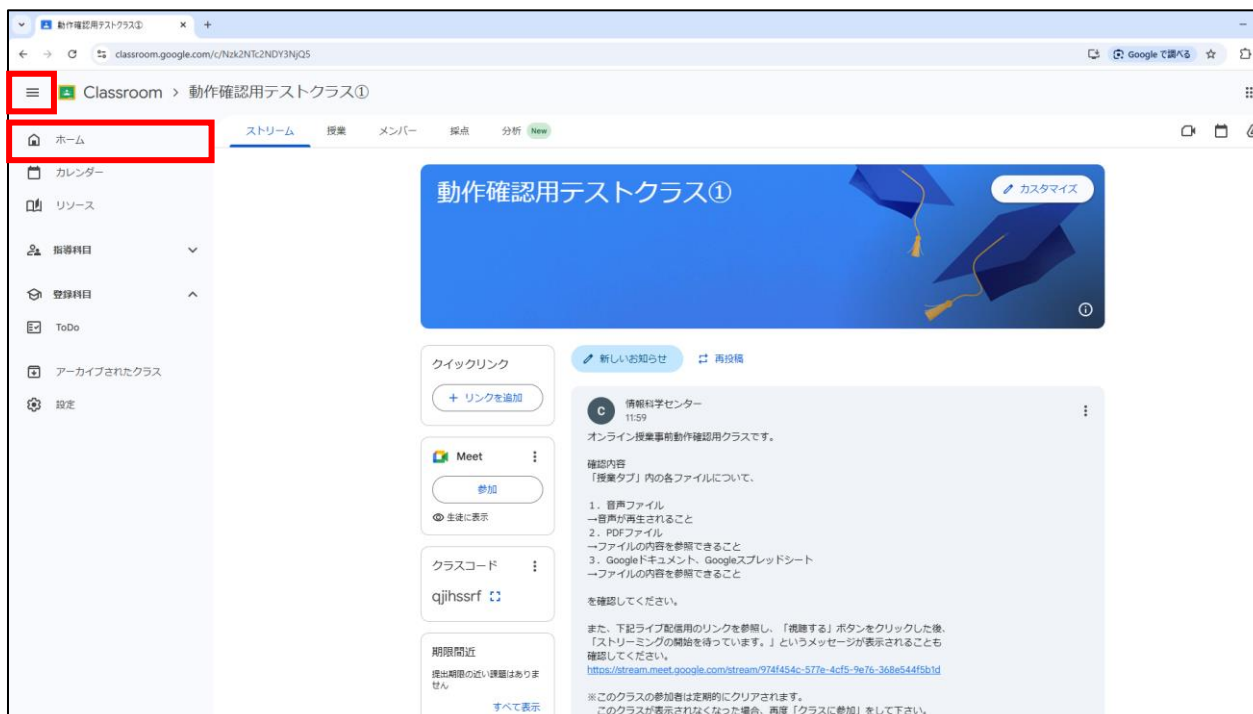 動作確認用テストクラス①
classroom.google.com/c/Nzk2NTc2NDY3NjQ5
Google で調べる
Classroom > 動作確認用テストクラス①
ホーム
カレンダー
リソース
指導科目
登録科目
ToDo
アーカイブされたクラス
設定
ストリーム 授業 メンバー 採点 分析 New
動作確認用テストクラス①
カスタマイズ
クイックリンク
+ リンクを追加
Meet
参加
生徒に表示
クラスコード
qjihssrf
期限間近
提出期限の近い課題はありま
せん
すべて表示
新しいお知らせ 再投稿
C
情報科学センター
11:59
オンライン授業事前動作確認用クラスです。
確認内容
「授業タブ」内の各ファイルについて、
1．音声ファイル
→音声が再生されること
2．PDFファイル
→ファイルの内容を参照できること
3．Googleドキュメント、Googleスプレッドシート
→ファイルの内容を参照できること
を確認してください。
また、下記ライブ配信用のリンクを参照し、「視聴する」ボタンをクリックした後、
「ストリーミングの開始を待っています。」というメッセージが表示されることも
確認してください。
https://stream.meet.google.com/stream/974f454c-577e-4cf5-9e76-368e544f5b1d
※このクラスの参加者は定期的にクリアされます。
このクラスが表示されなくなった場合、再度「クラスに参加」をして下さい。